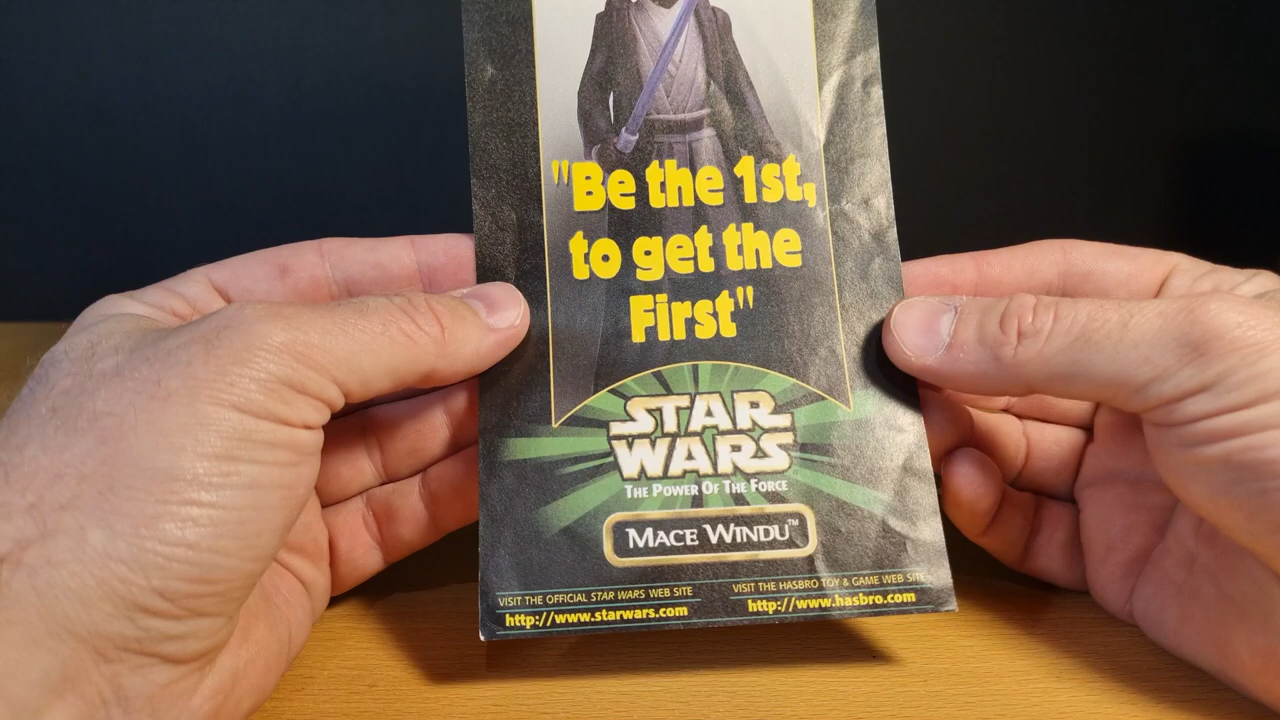 "Be the 1st,
to get the
First"
STAR
WARS
THE POWER OF THE FORCE
MACE WINDU™
VISIT THE OFFICIAL STAR WARS WEB SITE
http://www.starwars.com
VISIT THE HASBRO TOY & GAME WEB SITE
http://www.hasbro.com